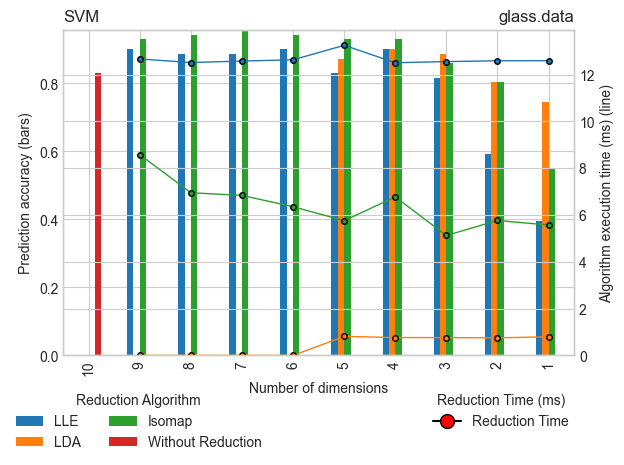 SVM
glass.data
Prediction accuracy (bars)
0.8
0.6
0.4
0.2
0.0
12
10
8
6
4
2
0
Algorithm execution time (ms) (line)
10 9 8 7 6 5 4 3 2 1
Number of dimensions
Reduction Algorithm
LLE
LDA
Isomap
Without Reduction
Reduction Time (ms)
Reduction Time